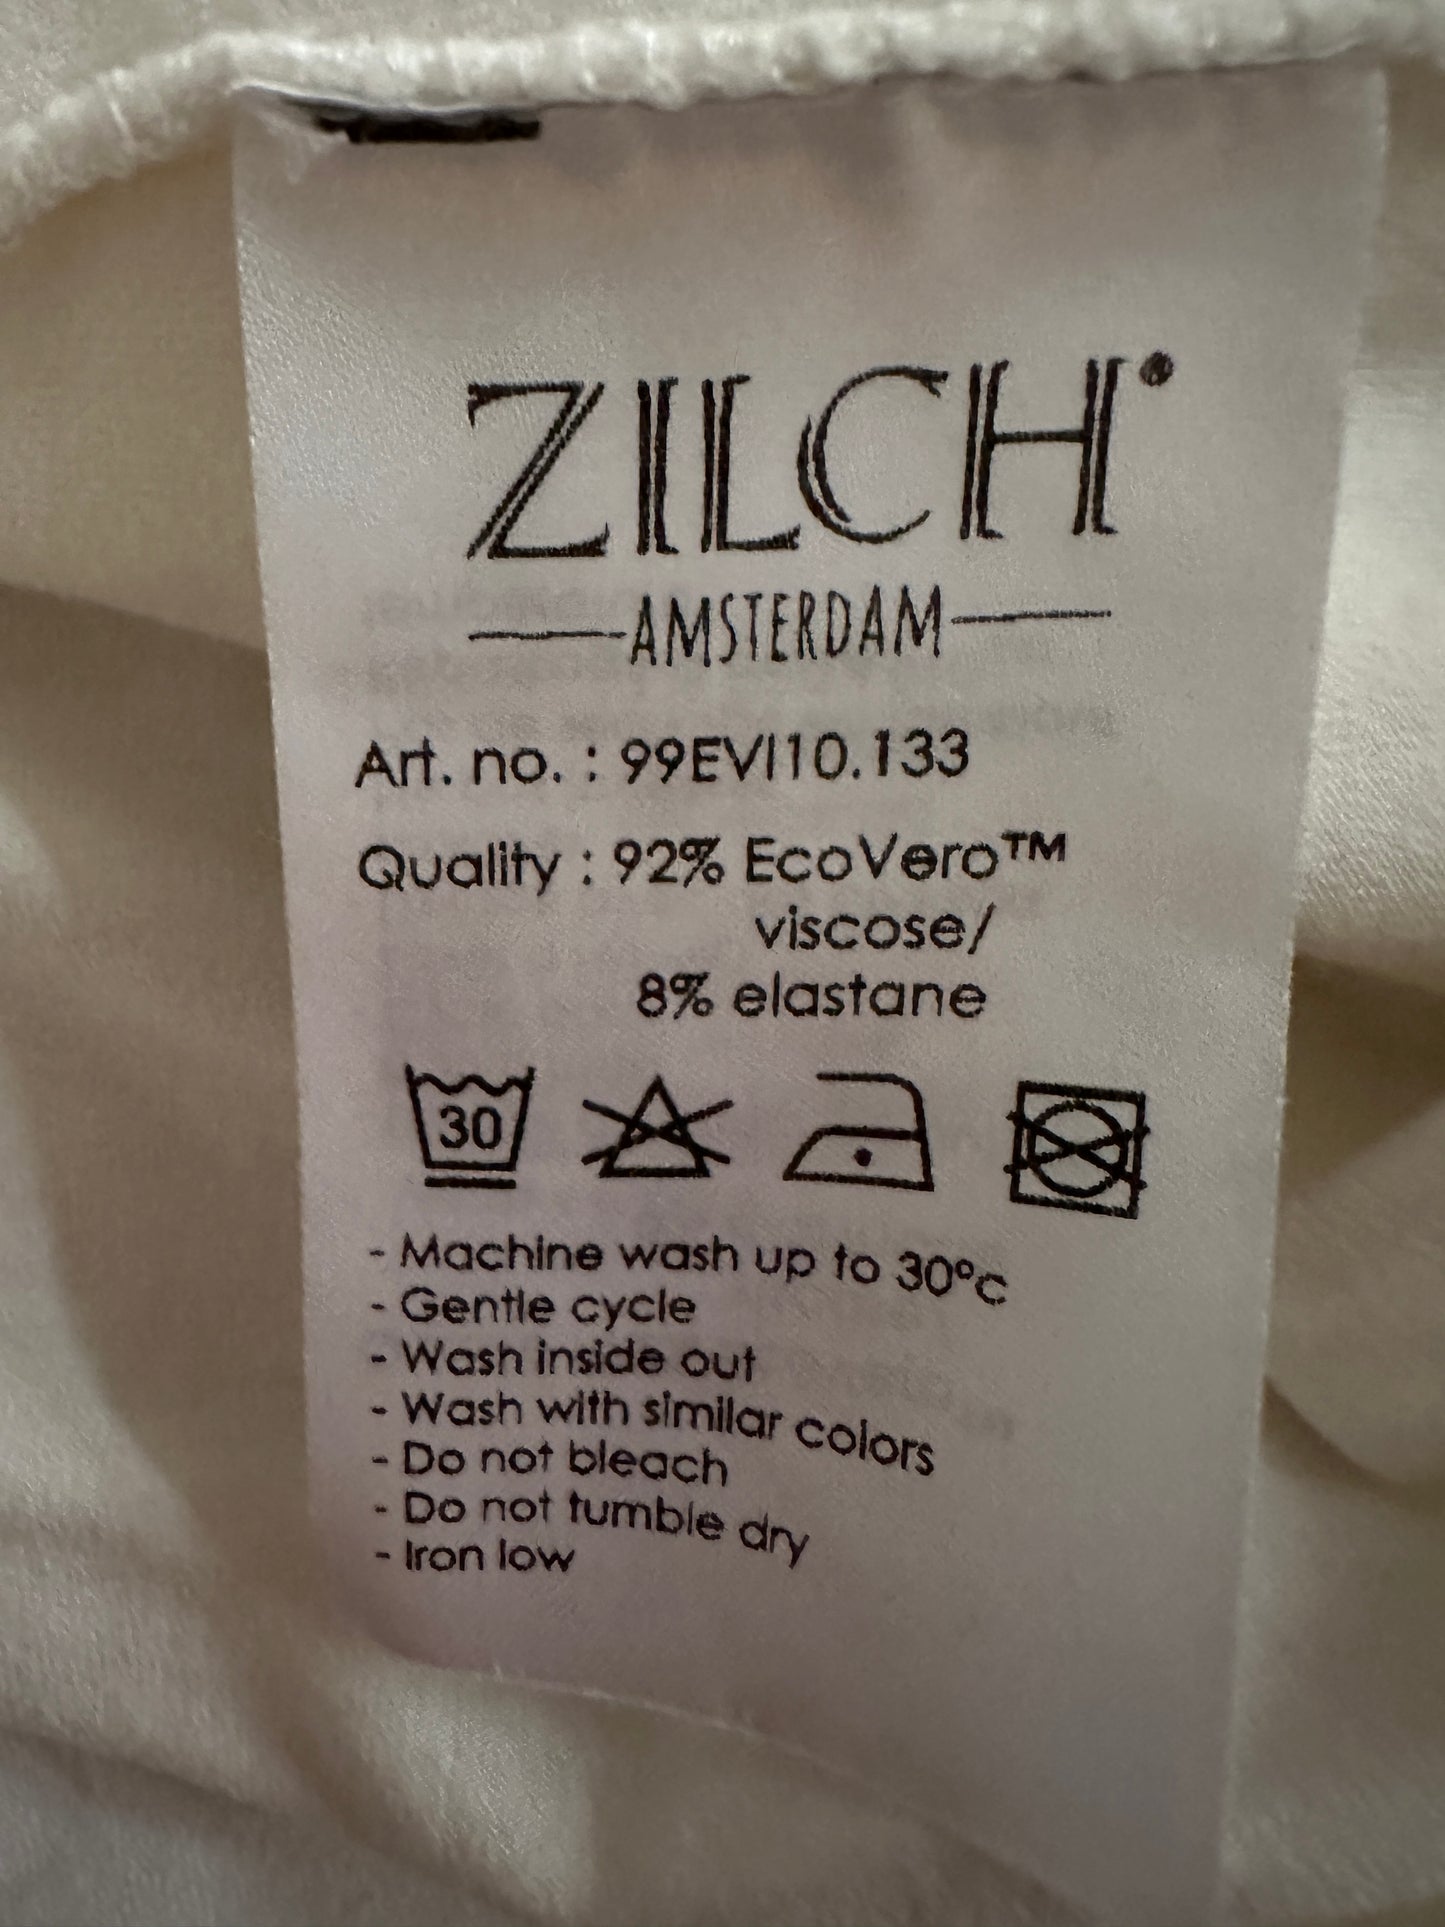 ZILCH
AMSTERDAM
Art. no. : 99EVI10.133
Quality : 92% EcoVero™
viscose/
8% elastane
30
- Machine wash up to 30°c
- Gentle cycle
- Wash inside out
- Wash with similar colors
- Do not bleach
- Do not tumble dry
- Iron low